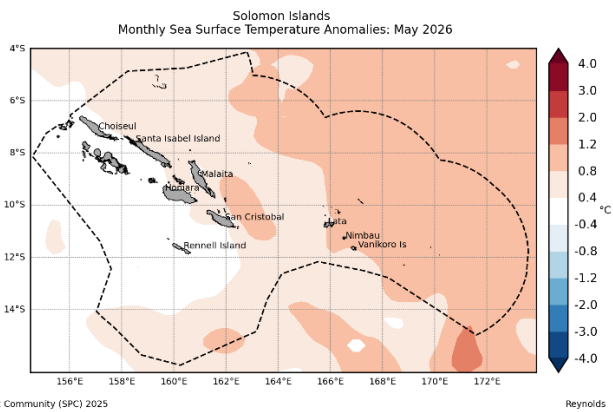 Solomon Islands
Monthly Sea Surface Temperature Anomalies: May 2026
4°S
6°S
8°S
10°S
12°S
14°S
Choiseul
Santa Isabel Island
Malaita
Honiara
San Cristobal
Lata
Nimbau
Vanikoro Is
Rennell Island
156°E 158°E 160°E 162°E 164°E 166°E 168°E 170°E 172°E
4.0
3.0
2.0
1.2
0.8
0.4
-0.4
-0.8
-1.2
-2.0
-3.0
-4.0
°C
Community (SPC) 2025
Reynolds